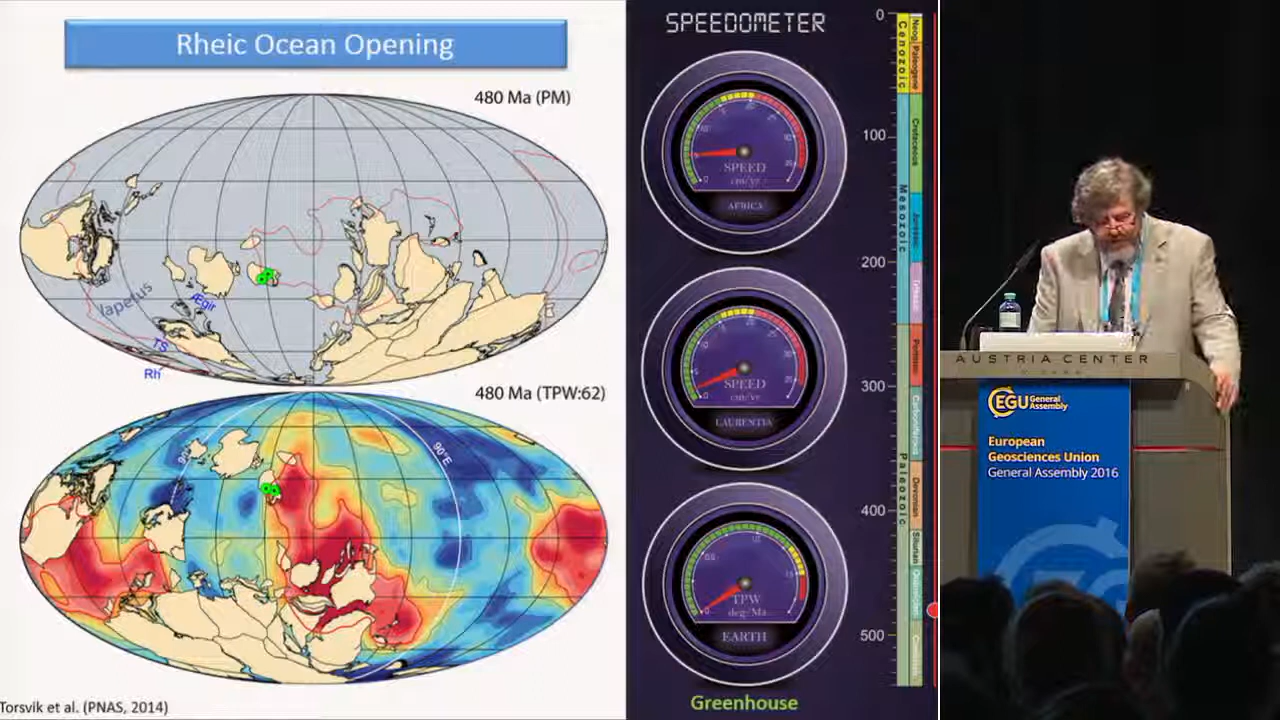 Rheic Ocean Opening
480 Ma (PM)
Iapetus
Ægir
TS
Rh
480 Ma (TPW:62)
90°
90°E
Torsvik et al. (PNAS, 2014)
SPEEDOMETER
SPEED
cm/yr
AFRICA
SPEED
cm/yr
LAURENTIA
TPW
deg/Ma
EARTH
Greenhouse
0
100
200
300
400
500
Cenozoic
Mesozoic
Paleozoic
Neog.
Paleogene
Cretaceous
Jurassic
Triassic
Permian
Carboniferous
Devonian
Silurian
Ordovician
Cambrian
AUSTRIA CENTER
EGU General
Assembly
European
Geosciences Union
General Assembly 2016